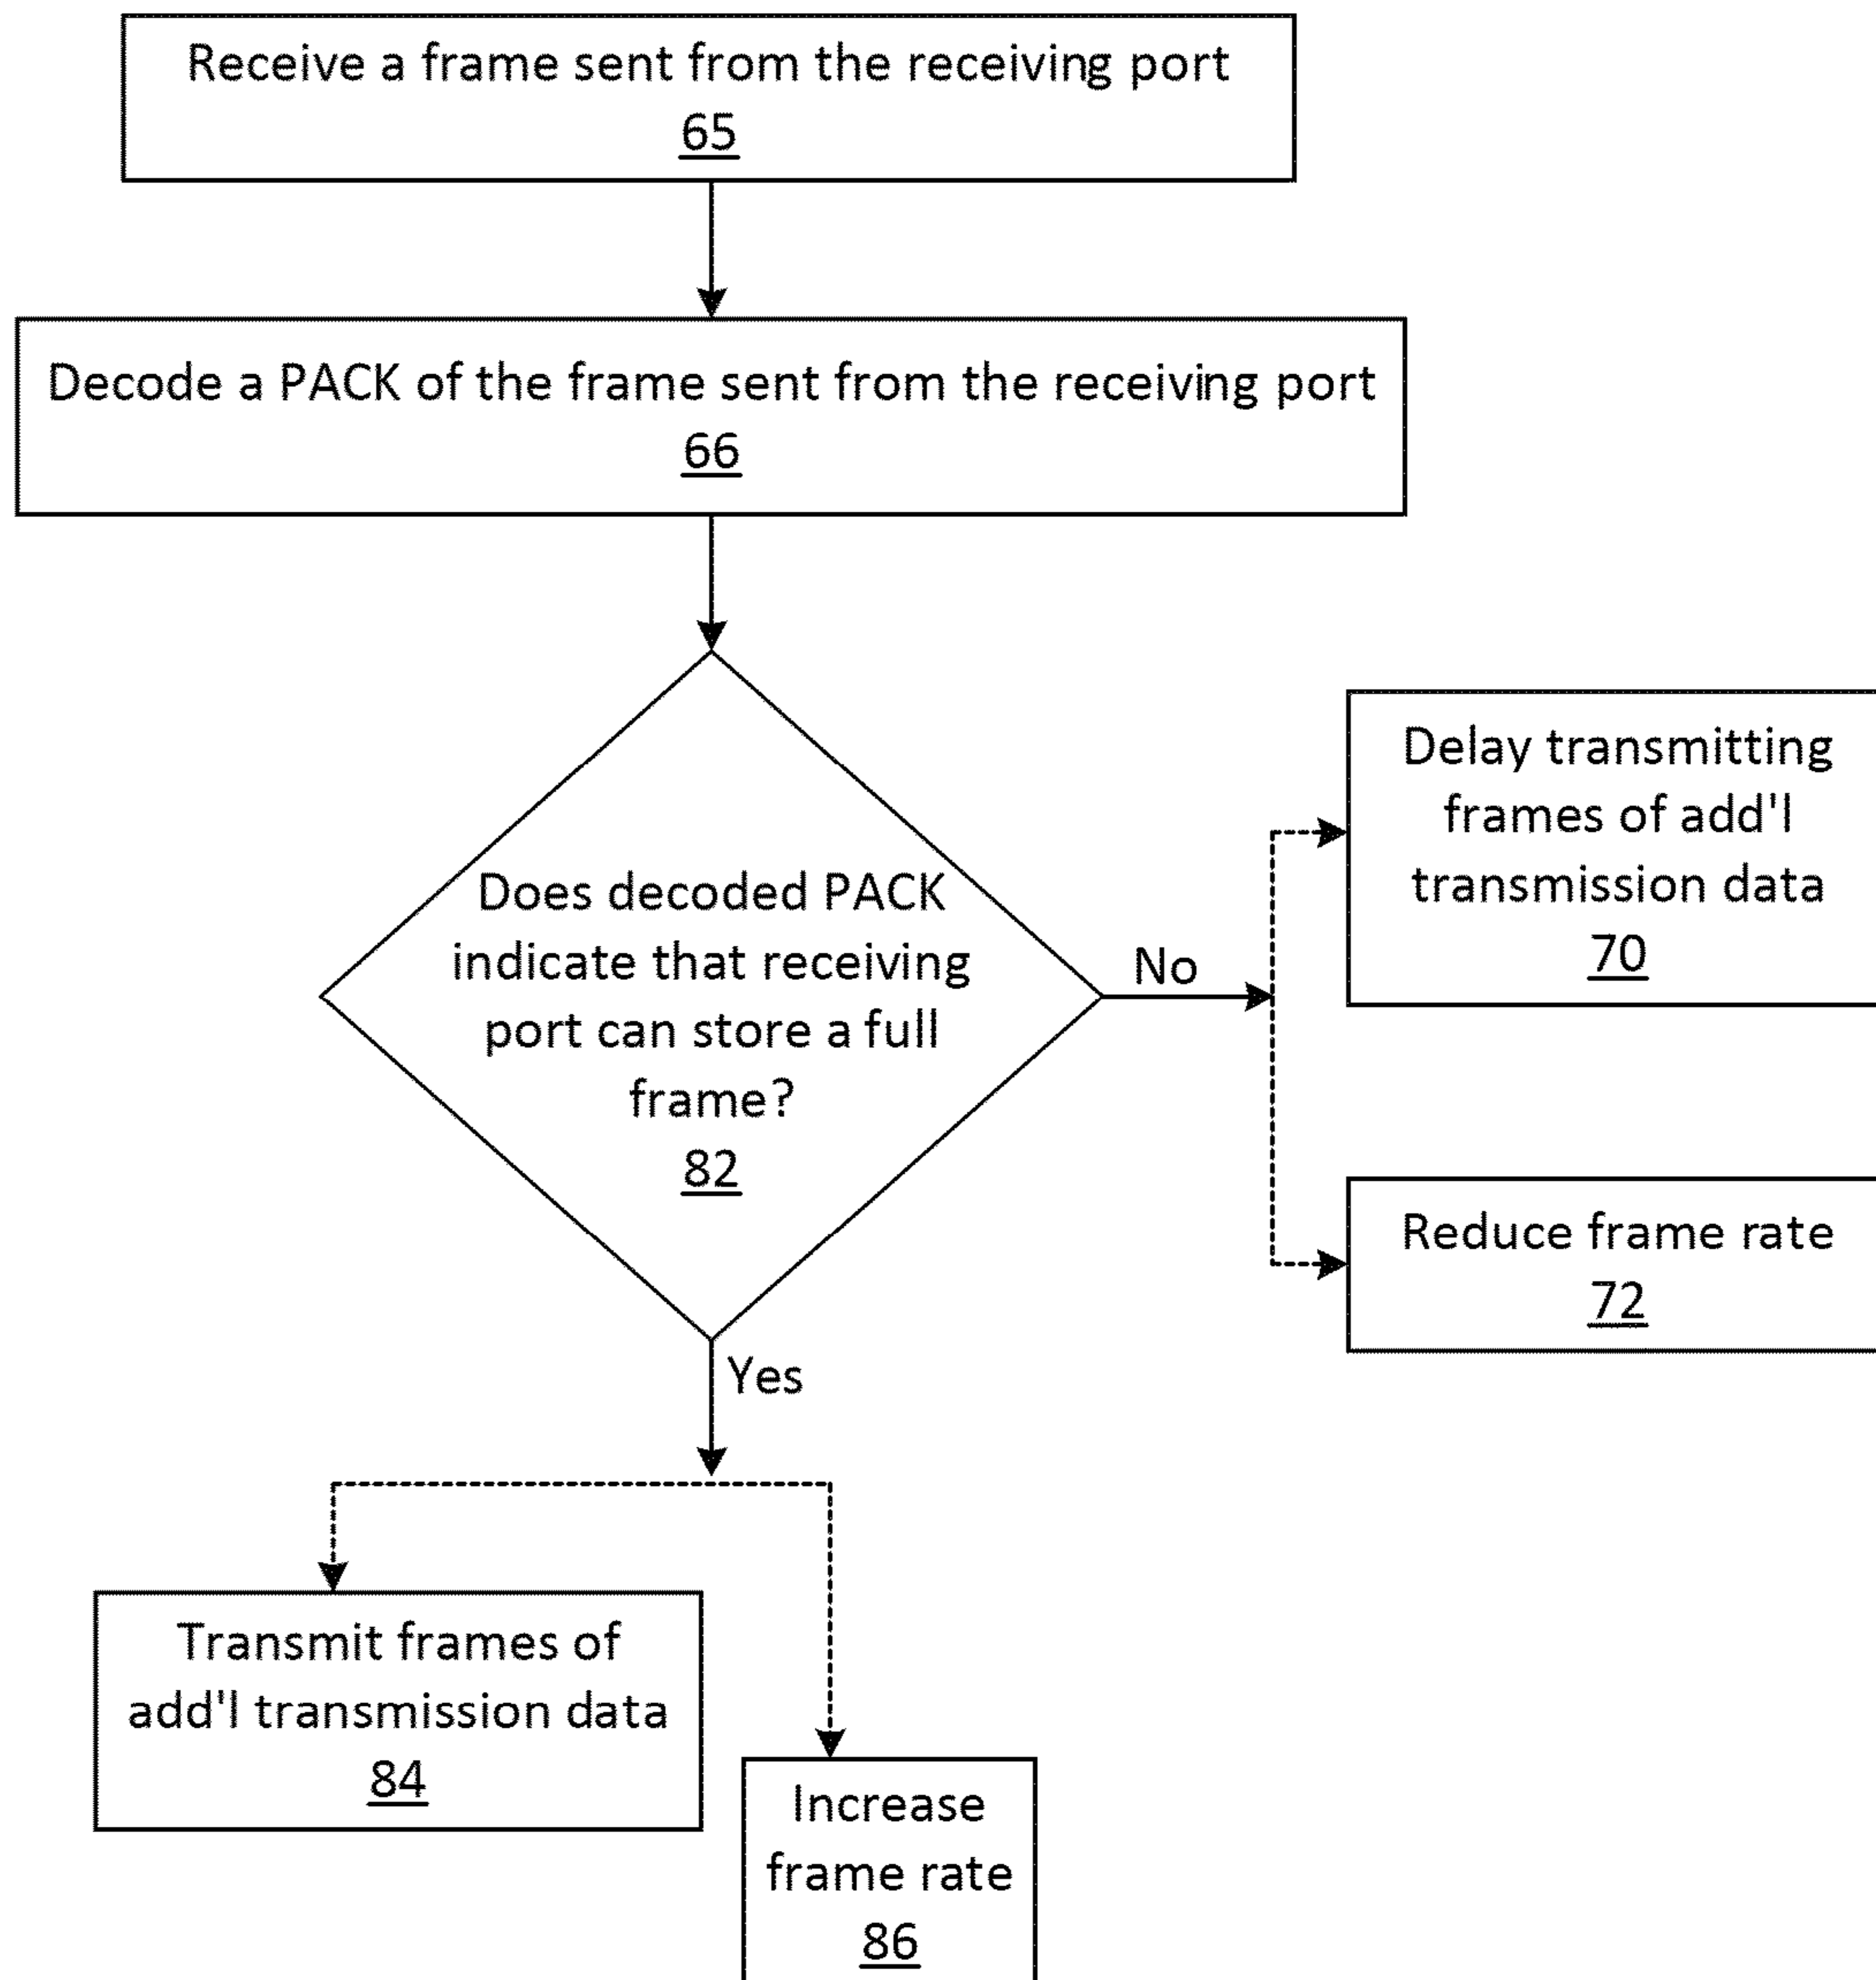 Receive a frame sent from the receiving port
65
Decode a PACK of the frame sent from the receiving port
66
Does decoded PACK
indicate that receiving
port can store a full
frame?
82
No
Delay transmitting
frames of add'l
transmission data
70
Reduce frame rate
72
Yes
Transmit frames of
add'l transmission data
84
Increase
frame rate
86